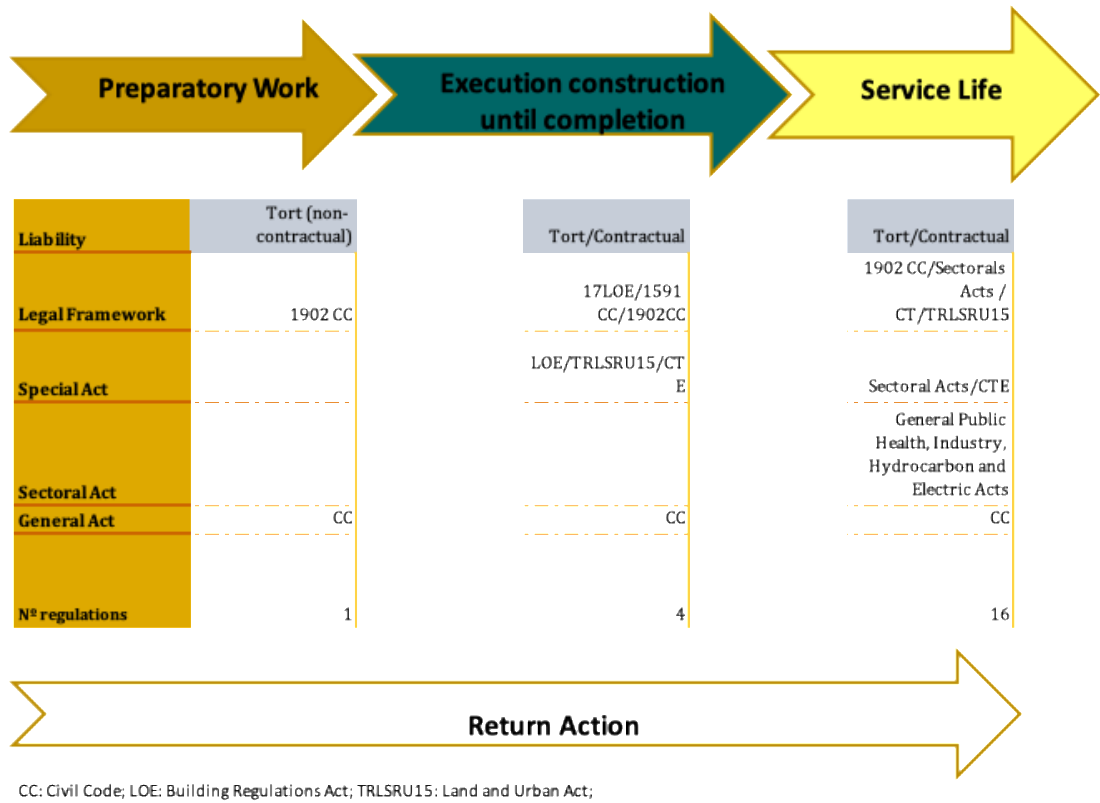 Preparatory Work
Execution construction
until completion
Service Life
Liability
Tort (non-
contractual)
Tort/Contractual
Tort/Contractual
Legal Framework
1902 CC
17LOE/1591
CC/1902CC
1902 CC/Sectorals
Acts /
CT/TRLSRU15
Special Act
LOE/TRLSRU15/CT
E
Sectoral Acts/CTE
Sectoral Act
General Public
Health, Industry,
Hydrocarbon and
Electric Acts
General Act
CC
CC
CC
Nº regulations
1
4
16
Return Action
CC: Civil Code; LOE: Building Regulations Act; TRLSRU15: Land and Urban Act;